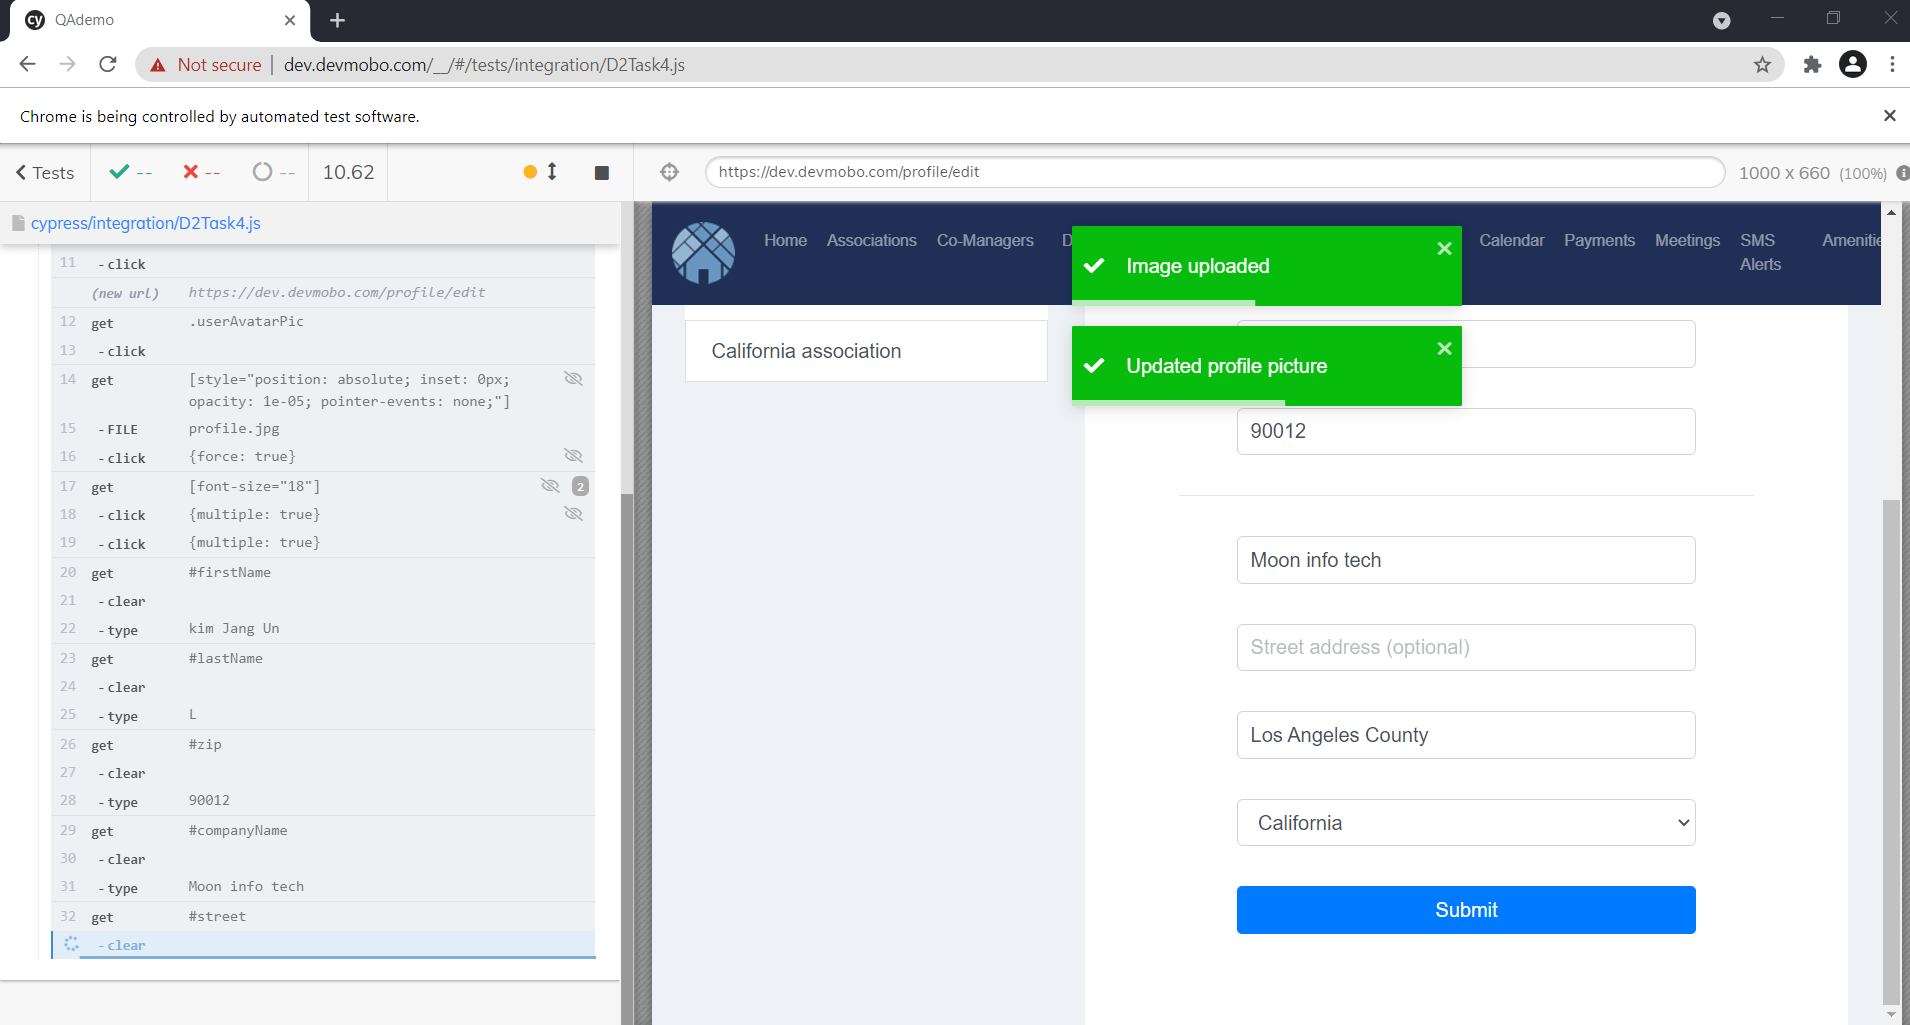 cy QAdemo
Not secure | dev.devmobo.com/__/#/tests/integration/D2Task4.js
Chrome is being controlled by automated test software.
Tests -- -- -- 10.62
https://dev.devmobo.com/profile/edit
1000 x 660 (100%)
cypress/integration/D2Task4.js
11 - click
(new url) https://dev.devmobo.com/profile/edit
12 get .userAvatarPic
13 - click
14 get [style="position: absolute; inset: 0px;
opacity: 1e-05; pointer-events: none;"]
15 - FILE profile.jpg
16 - click {force: true}
17 get [font-size="18"] 2
18 - click {multiple: true}
19 - click {multiple: true}
20 get #firstName
21 - clear
22 - type kim Jang Un
23 get #lastName
24 - clear
25 - type L
26 get #zip
27 - clear
28 - type 90012
29 get #companyName
30 - clear
31 - type Moon info tech
32 get #street
- clear
Home Associations Co-Managers D Calendar Payments Meetings SMS Alerts Amenitie
Image uploaded
Updated profile picture
California association
90012
Moon info tech
Street address (optional)
Los Angeles County
California
Submit